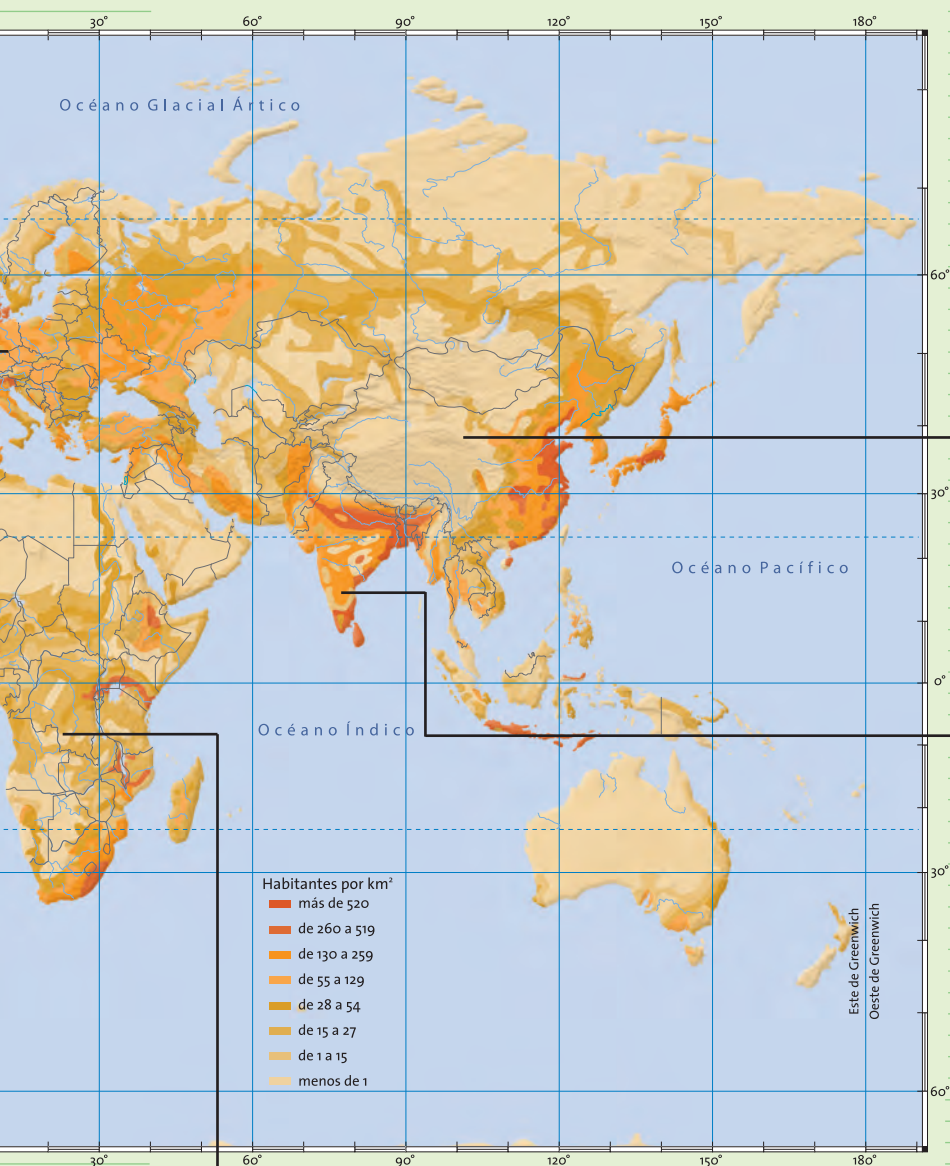 30° 60° 90° 120° 150° 180°
Océano Glacial Ártico
60°
30°
Océano Pacífico
0°
Océano Índico
30°
Habitantes por km²
más de 520
de 260 a 519
de 130 a 259
de 55 a 129
de 28 a 54
de 15 a 27
de 1 a 15
menos de 1
Este de Greenwich
Oeste de Greenwich
60°
30° 60° 90° 120° 150° 180°